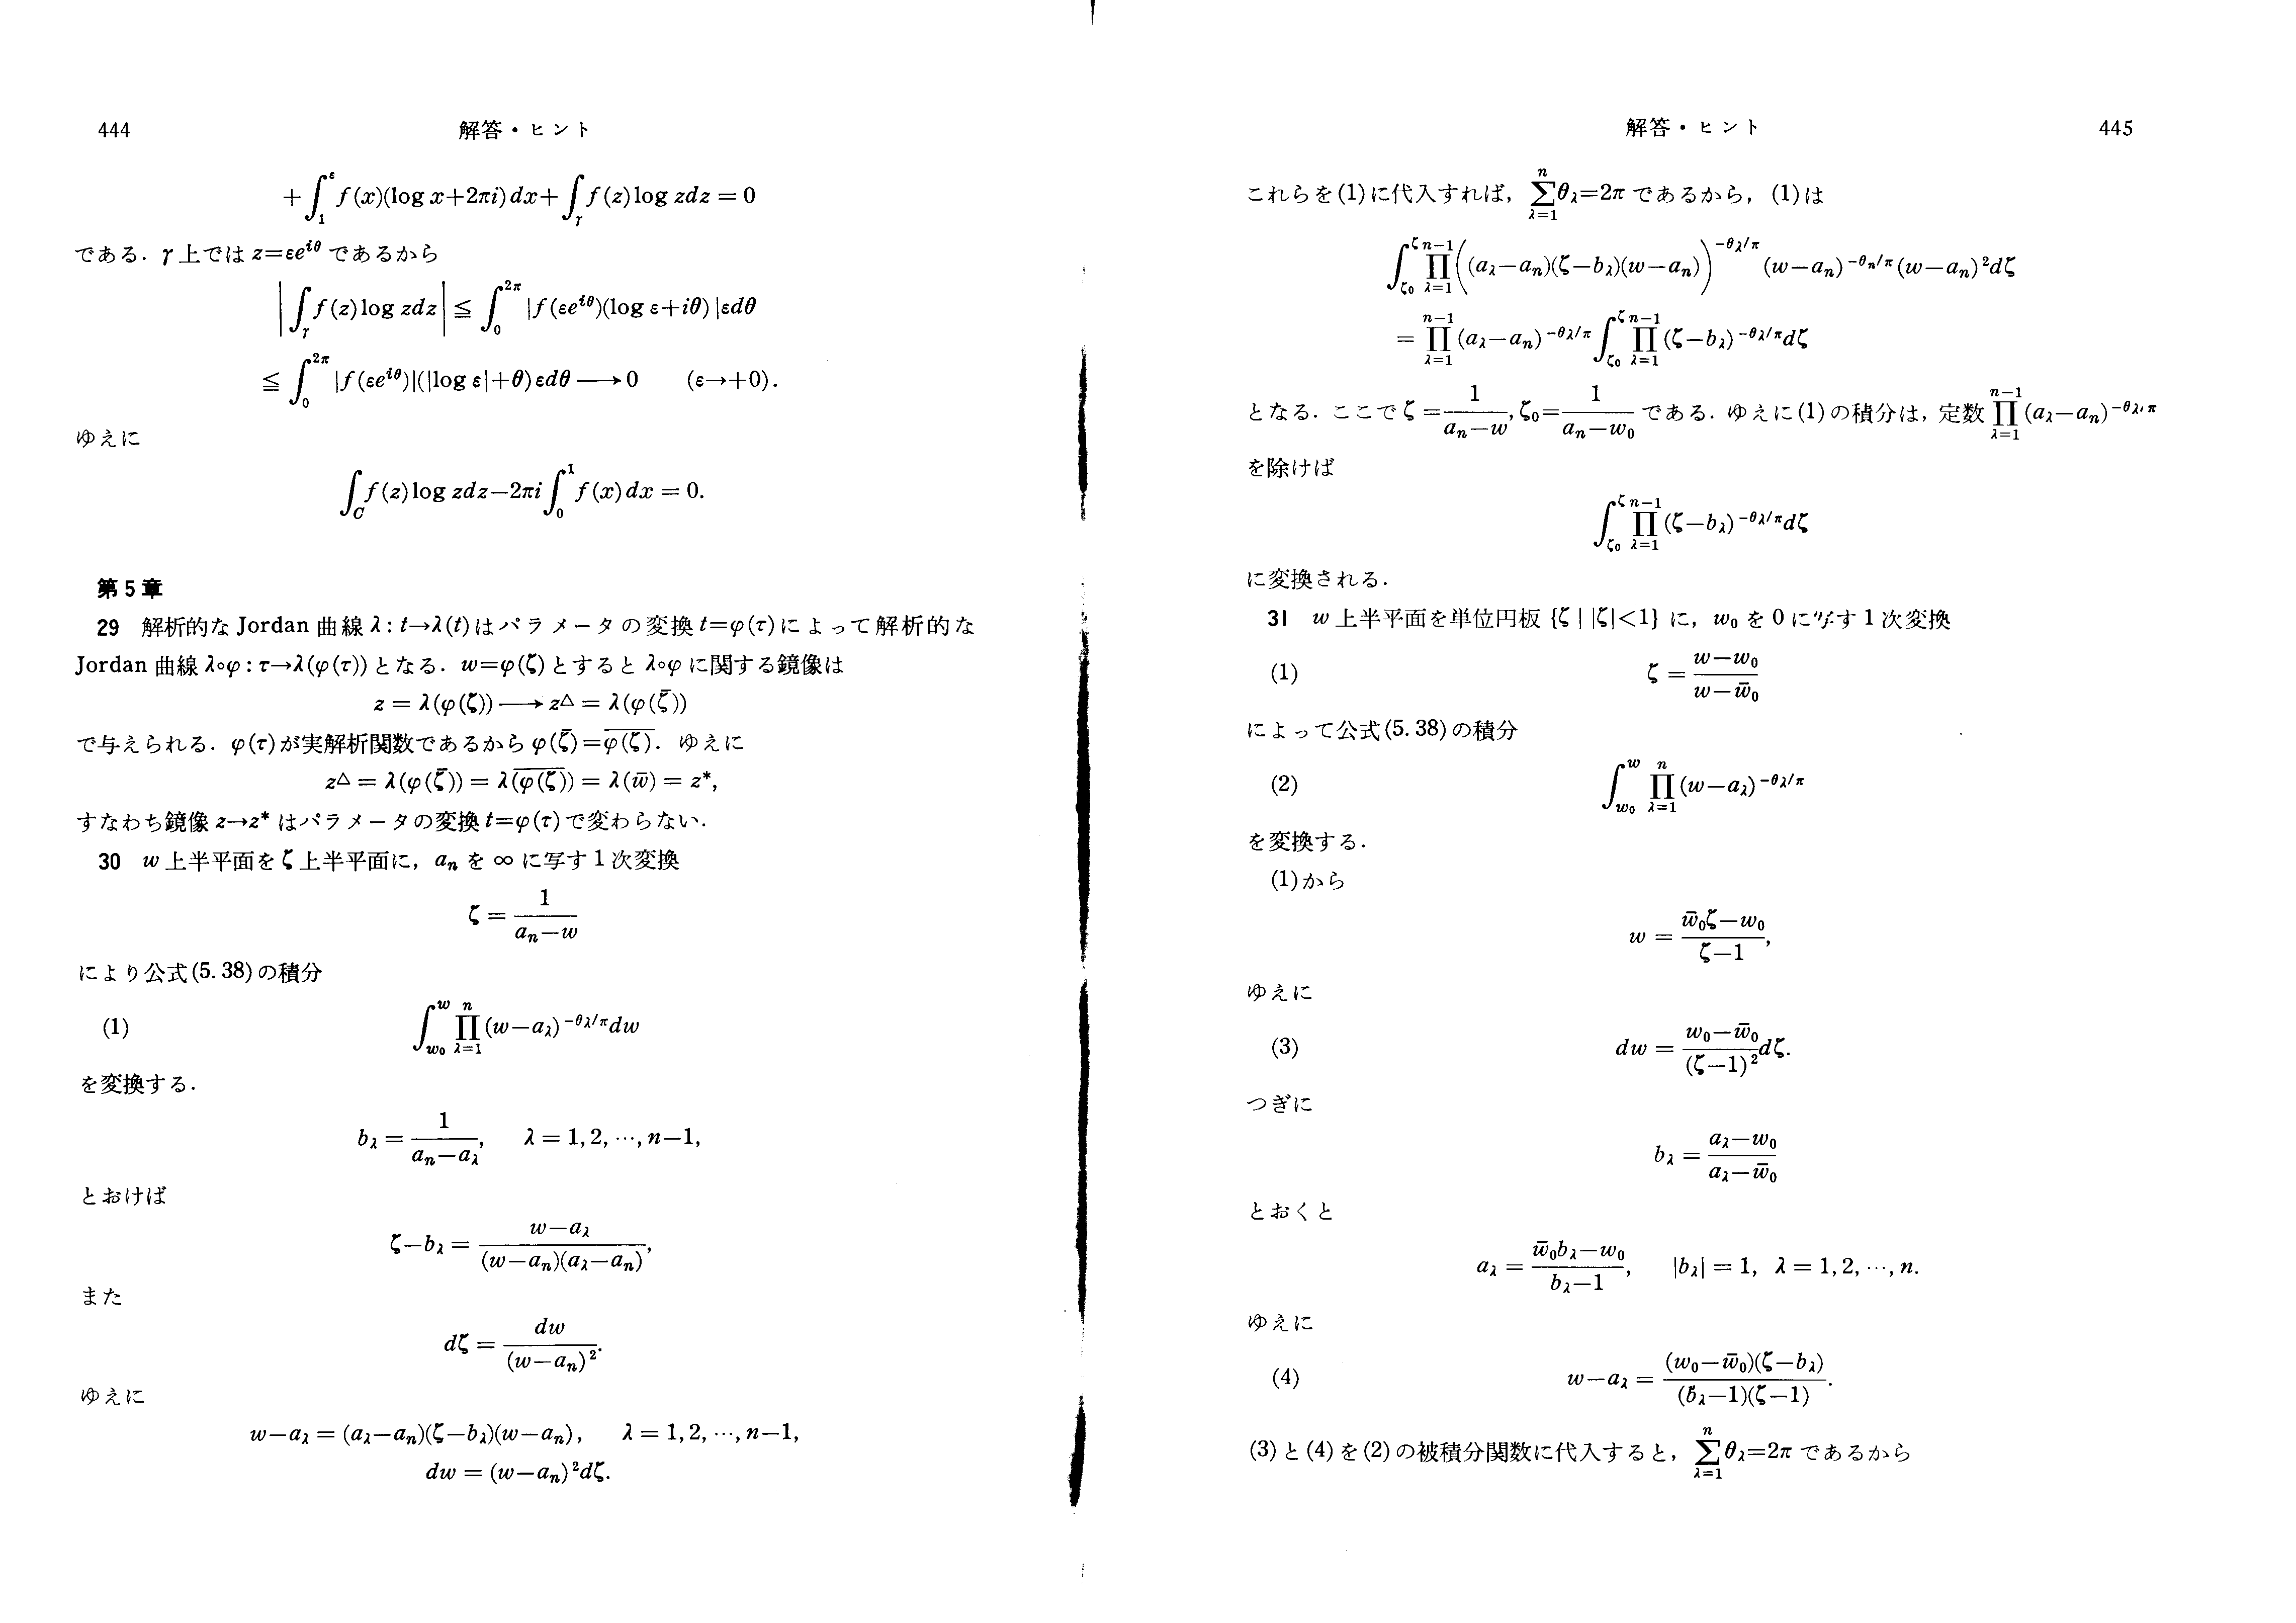 444 解答・ヒント
$+\int_1^{\varepsilon} f(x)(\log x+2\pi i)\,dx+\int_{\gamma} f(z)\log z dz = 0$
である．γ上では $z=\varepsilon e^{i\theta}$ であるから
$\left|\int_{\gamma} f(z)\log z dz\right| \leqq \int_0^{2\pi} |f(\varepsilon e^{i\theta})(\log \varepsilon+i\theta)|\varepsilon d\theta$
$\leqq \int_0^{2\pi} |f(\varepsilon e^{i\theta})|(|\log \varepsilon|+\theta)\varepsilon d\theta \longrightarrow 0 \quad (\varepsilon\to+0).$
ゆえに
$\int_C f(z)\log z dz-2\pi i\int_0^1 f(x)\,dx = 0.$
第5章
29 解析的な Jordan 曲線 $\lambda: t\to\lambda(t)$ はパラメータの変換 $t=\varphi(\tau)$ によって解析的な
Jordan 曲線 $\lambda\circ\varphi: \tau\to\lambda(\varphi(\tau))$ となる．$w=\varphi(\zeta)$ とすると $\lambda\circ\varphi$ に関する鏡像は
$z = \lambda(\varphi(\zeta)) \longrightarrow z^{\triangle} = \lambda(\varphi(\bar{\zeta}))$
で与えられる．$\varphi(\tau)$ が実解析関数であるから $\varphi(\bar{\zeta})=\overline{\varphi(\zeta)}$．ゆえに
$z^{\triangle} = \lambda(\varphi(\bar{\zeta})) = \lambda(\overline{\varphi(\zeta)}) = \lambda(\bar{w}) = z^*,$
すなわち鏡像 $z\to z^*$ はパラメータの変換 $t=\varphi(\tau)$ で変わらない．
30 $w$ 上半平面を $\zeta$ 上半平面に，$a_n$ を $\infty$ に写す1次変換
$\zeta = \frac{1}{a_n-w}$
により公式(5.38)の積分
(1) $\int_{w_0}^{w}\prod_{\lambda=1}^{n}(w-a_\lambda)^{-\theta_\lambda/\pi}dw$
を変換する．
$b_\lambda = \frac{1}{a_n-a_\lambda}, \quad \lambda = 1, 2, \cdots, n-1,$
とおけば
$\zeta-b_\lambda = \frac{w-a_\lambda}{(w-a_n)(a_\lambda-a_n)},$
また
$d\zeta = \frac{dw}{(w-a_n)^2}.$
ゆえに
$w-a_\lambda = (a_\lambda-a_n)(\zeta-b_\lambda)(w-a_n), \quad \lambda = 1, 2, \cdots, n-1,$
$dw = (w-a_n)^2d\zeta.$
解答・ヒント 445
これらを(1)に代入すれば，$\sum_{\lambda=1}^{n}\theta_\lambda=2\pi$ であるから，(1)は
$\int_{\zeta_0}^{\zeta}\prod_{\lambda=1}^{n-1}\Big((a_\lambda-a_n)(\zeta-b_\lambda)(w-a_n)\Big)^{-\theta_\lambda/\pi}(w-a_n)^{-\theta_n/\pi}(w-a_n)^2d\zeta$
$= \prod_{\lambda=1}^{n-1}(a_\lambda-a_n)^{-\theta_\lambda/\pi}\int_{\zeta_0}^{\zeta}\prod_{\lambda=1}^{n-1}(\zeta-b_\lambda)^{-\theta_\lambda/\pi}d\zeta$
となる．ここで $\zeta=\frac{1}{a_n-w}, \zeta_0=\frac{1}{a_n-w_0}$ である．ゆえに(1)の積分は，定数 $\prod_{\lambda=1}^{n-1}(a_\lambda-a_n)^{-\theta_\lambda/\pi}$
を除けば
$\int_{\zeta_0}^{\zeta}\prod_{\lambda=1}^{n-1}(\zeta-b_\lambda)^{-\theta_\lambda/\pi}d\zeta$
に変換される．
31 $w$ 上半平面を単位円板 $\{\zeta\,|\,|\zeta|<1\}$ に，$w_0$ を 0 に写す1次変換
(1) $\zeta = \frac{w-w_0}{w-\bar{w}_0}$
によって公式(5.38)の積分
(2) $\int_{w_0}^{w}\prod_{\lambda=1}^{n}(w-a_\lambda)^{-\theta_\lambda/\pi}$
を変換する．
(1)から
$w = \frac{\bar{w}_0\zeta-w_0}{\zeta-1},$
ゆえに
(3) $dw = \frac{w_0-\bar{w}_0}{(\zeta-1)^2}d\zeta.$
つぎに
$b_\lambda = \frac{a_\lambda-w_0}{a_\lambda-\bar{w}_0}$
とおくと
$a_\lambda = \frac{\bar{w}_0b_\lambda-w_0}{b_\lambda-1}, \quad |b_\lambda| = 1, \ \lambda = 1, 2, \cdots, n.$
ゆえに
(4) $w-a_\lambda = \frac{(w_0-\bar{w}_0)(\zeta-b_\lambda)}{(b_\lambda-1)(\zeta-1)}.$
(3)と(4)を(2)の被積分関数に代入すると，$\sum_{\lambda=1}^{n}\theta_\lambda=2\pi$ であるから